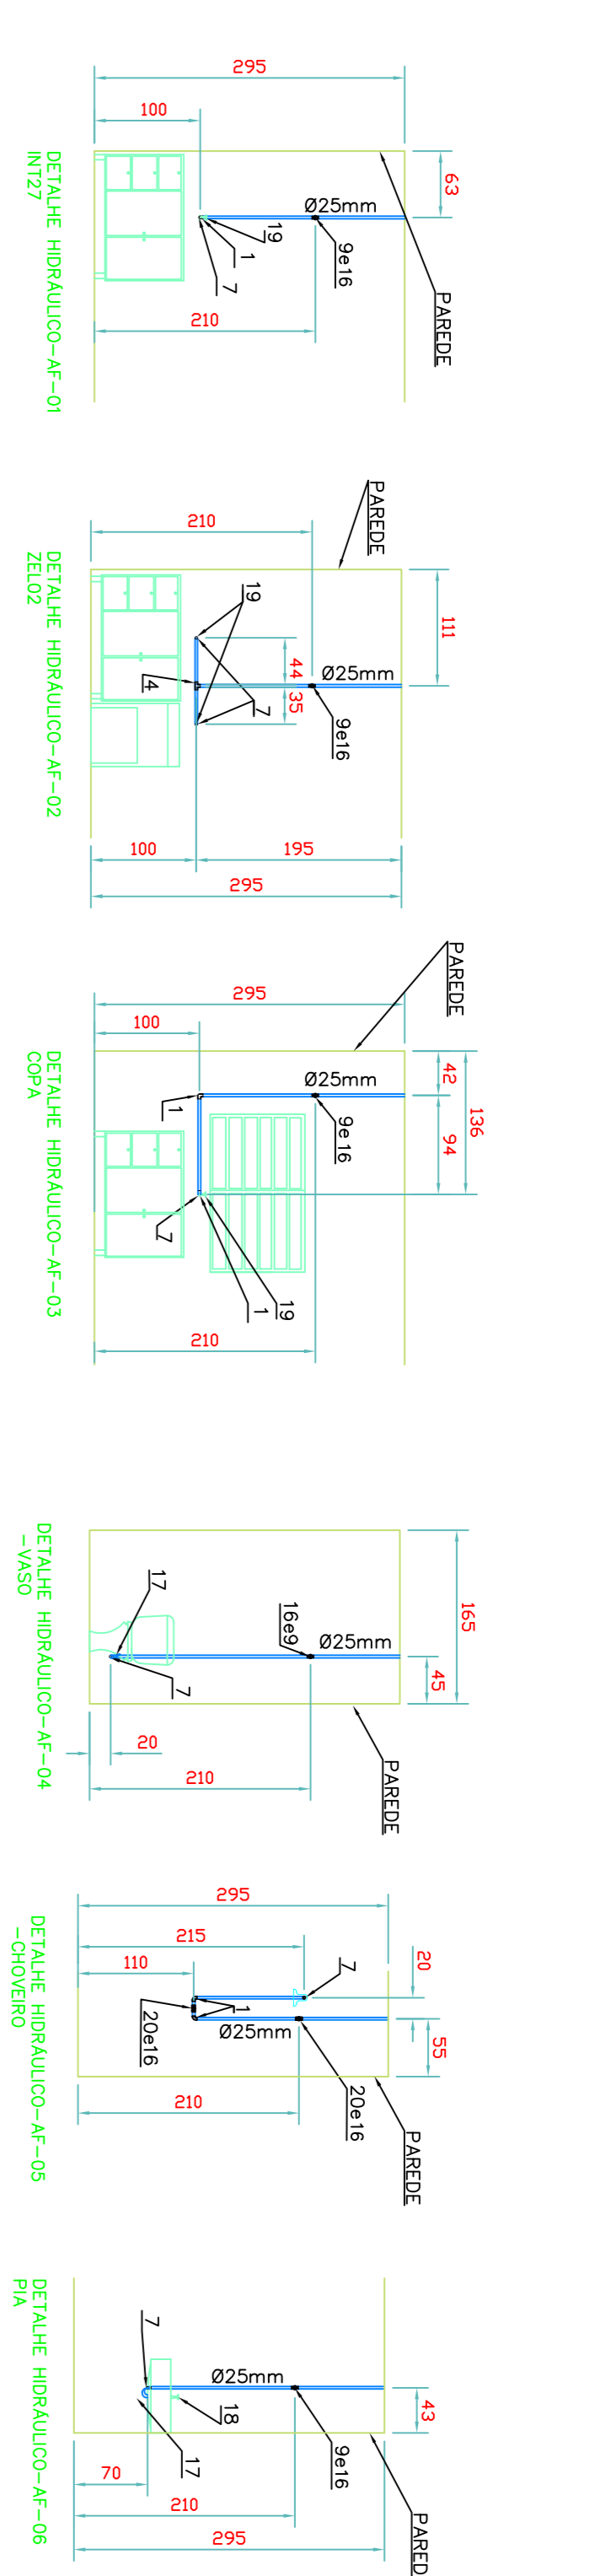 295
100
63
Ø25mm
19
1
7
9e16
PAREDE
210
DETALHE HIDRÁULICO-AF-01
INT27
PAREDE
210
111
19
44
Ø25mm
35
4
7
9e16
100
195
295
DETALHE HIDRÁULICO-AF-02
ZEL02
PAREDE
295
100
42
136
Ø25mm
1
9e16
94
7
19
1
210
DETALHE HIDRÁULICO-AF-03
COPA
165
17
16e9
Ø25mm
45
7
20
210
PAREDE
DETALHE HIDRÁULICO-AF-04
-VASO
295
215
110
7
20
1
20e16
Ø25mm
55
20e16
210
PAREDE
DETALHE HIDRÁULICO-AF-05
-CHOVEIRO
7
Ø25mm
43
18
17
9e16
70
210
295
PARED
DETALHE HIDRÁULICO-AF-06
PIA